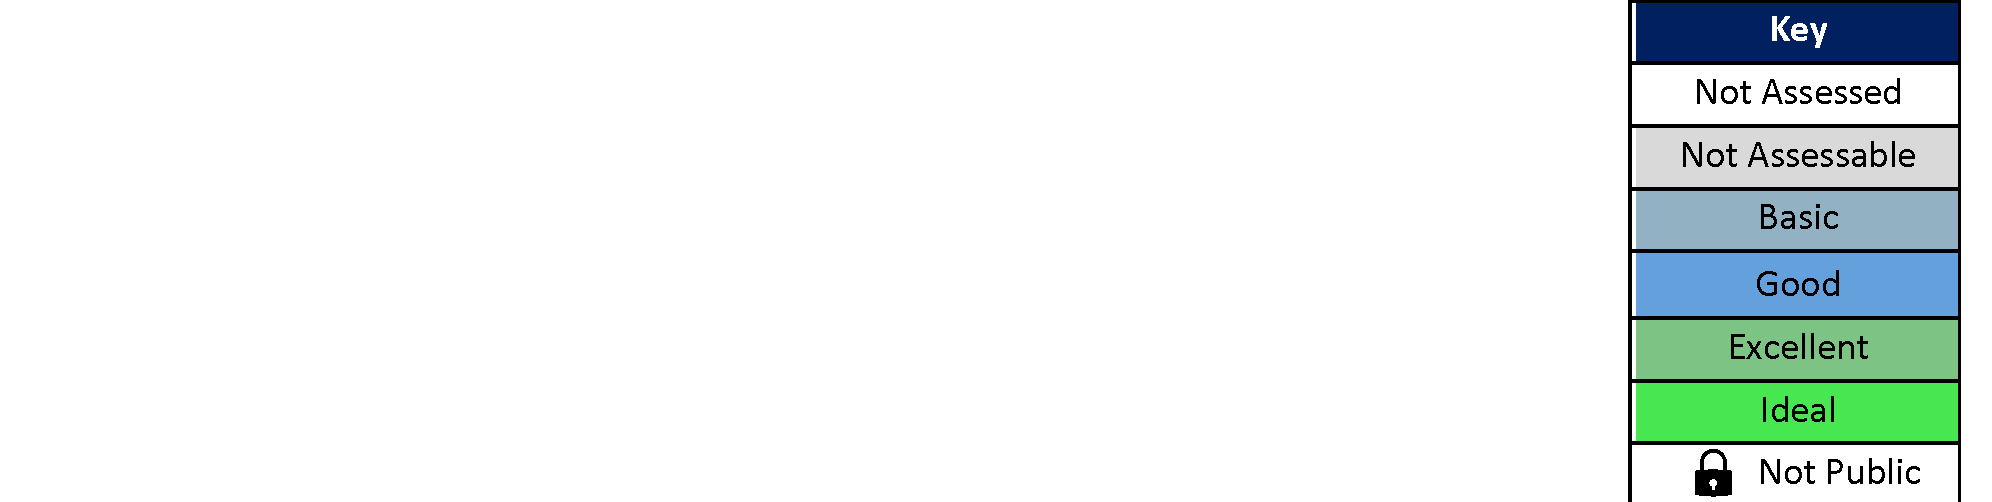 Key
Not Assessed
Not Assessable
Basic
Good
Excellent
Ideal
Not Public